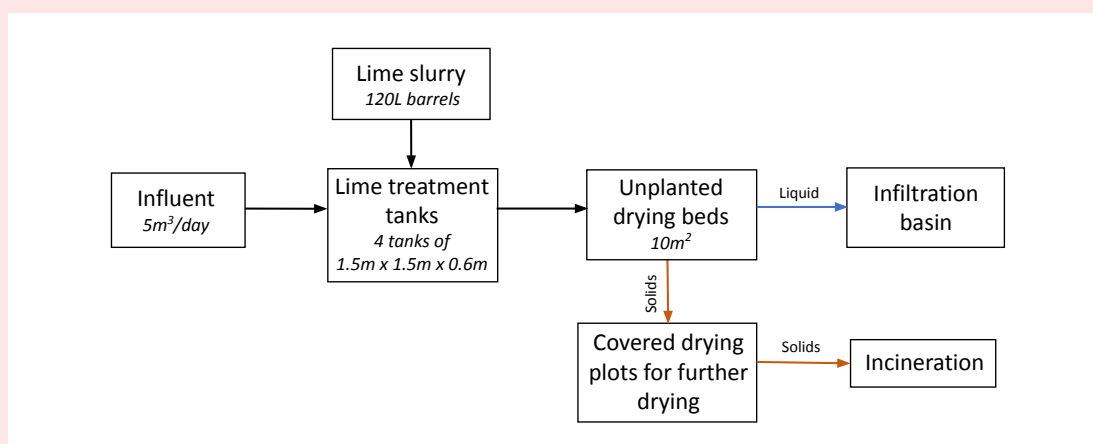 Lime slurry
120L barrels
Influent
5m³/day
Lime treatment
tanks
4 tanks of
1.5m x 1.5m x 0.6m
Unplanted
drying beds
10m²
Liquid
Infiltration
basin
Solids
Covered drying
plots for further
drying
Solids
Incineration